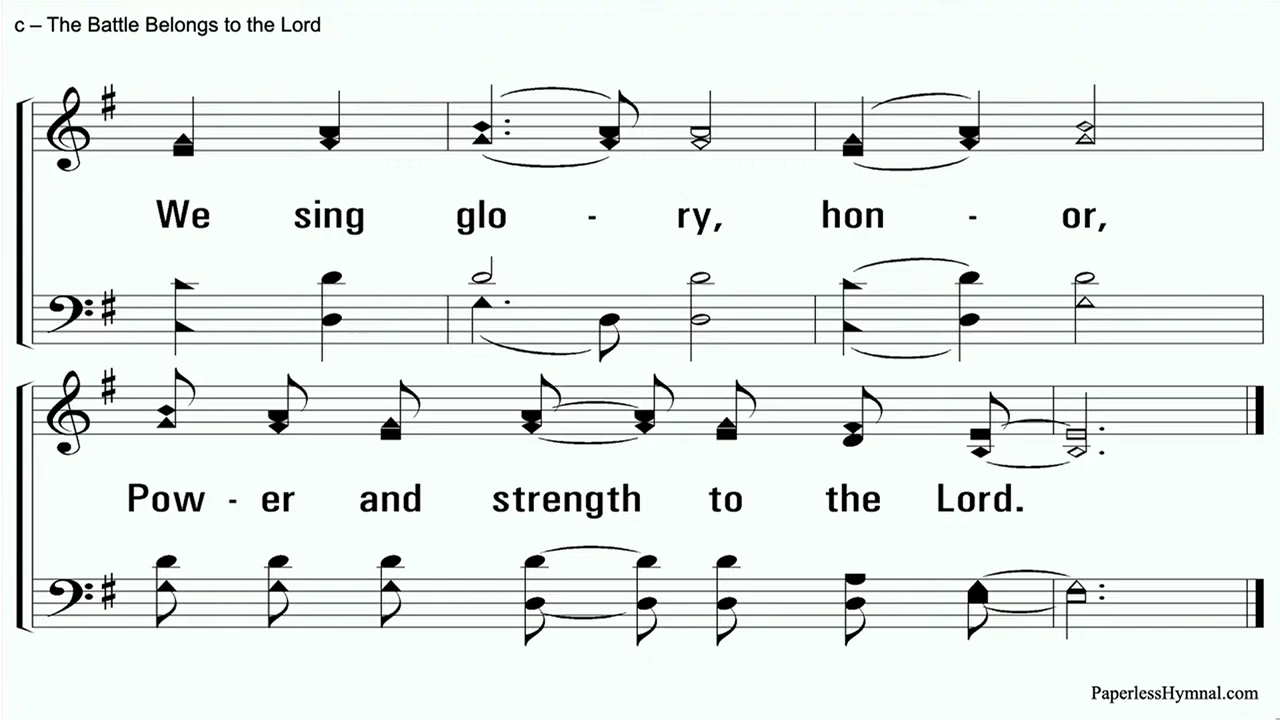 c – The Battle Belongs to the Lord
We sing glo - ry, hon - or,
Pow - er and strength to the Lord.
PaperlessHymnal.com